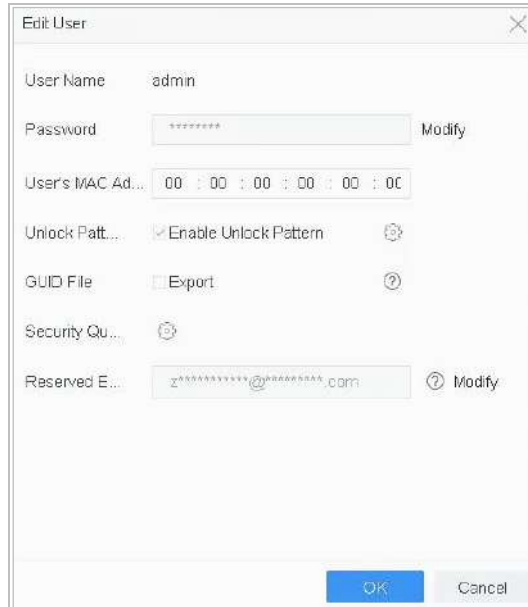 Edit User
User Name admin
Password ******** Modify
User's MAC Ad... 00 : 00 : 00 : 00 : 00 : 00
Unlock Patt... Enable Unlock Pattern
GUID File Export ?
Security Qu...
Reserved E... z***********@*********.com ? Modify
OK Cancel